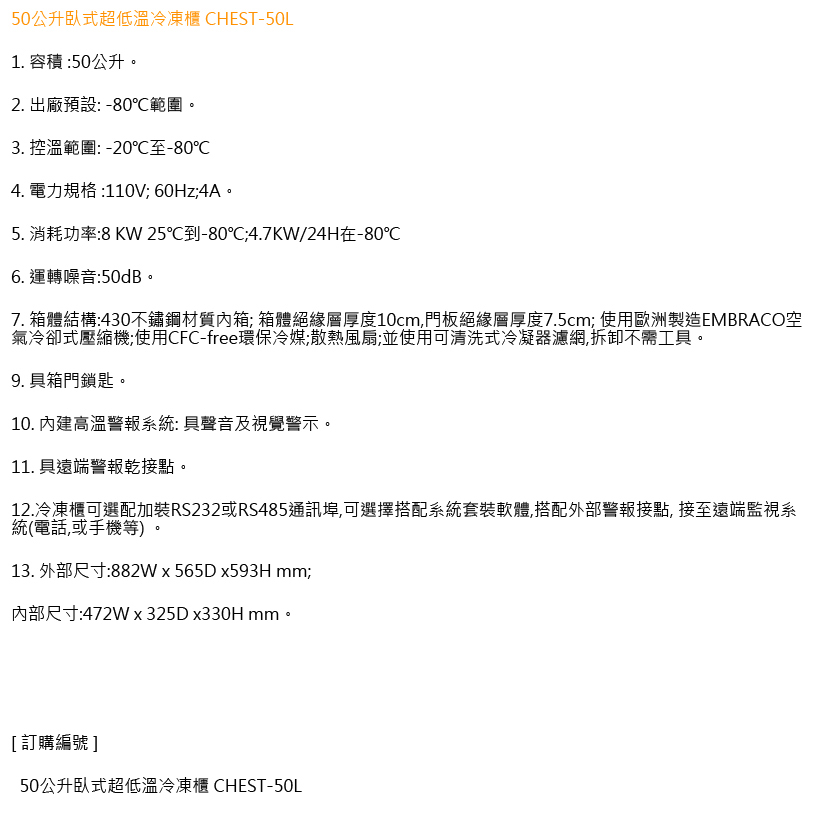 50公升臥式超低溫冷凍櫃 CHEST-50L
1. 容積 :50公升。
2. 出廠預設: -80℃範圍。
3. 控溫範圍: -20℃至-80℃
4. 電力規格 :110V; 60Hz;4A。
5. 消耗功率:8 KW 25℃到-80℃;4.7KW/24H在-80℃
6. 運轉噪音:50dB。
7. 箱體結構:430不鏽鋼材質內箱; 箱體絕緣層厚度10cm,門板絕緣層厚度7.5cm; 使用歐洲製造EMBRACO空
氣冷卻式壓縮機;使用CFC-free環保冷媒;散熱風扇;並使用可清洗式冷凝器濾網,拆卸不需工具。
9. 具箱門鎖匙。
10. 內建高溫警報系統: 具聲音及視覺警示。
11. 具遠端警報乾接點。
12.冷凍櫃可選配加裝RS232或RS485通訊埠,可選擇搭配系統套裝軟體,搭配外部警報接點, 接至遠端監視系
統(電話,或手機等) 。
13. 外部尺寸:882W x 565D x593H mm;
內部尺寸:472W x 325D x330H mm。
[ 訂購編號 ]
50公升臥式超低溫冷凍櫃 CHEST-50L